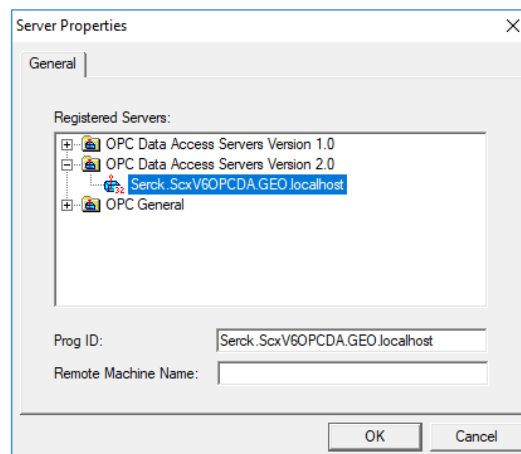 Server Properties
General
Registered Servers:
OPC Data Access Servers Version 1.0
OPC Data Access Servers Version 2.0
32 Serck.ScxV6OPCDA.GEO.localhost
OPC General
Prog ID: Serck.ScxV6OPCDA.GEO.localhost
Remote Machine Name:
OK Cancel